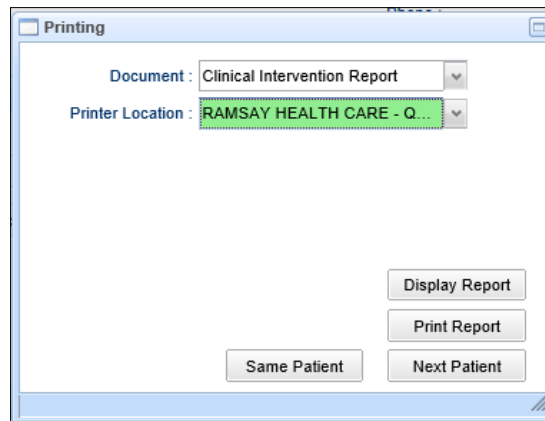 Printing
Document : Clinical Intervention Report
Printer Location : RAMSAY HEALTH CARE - Q...
Display Report
Print Report
Same Patient Next Patient